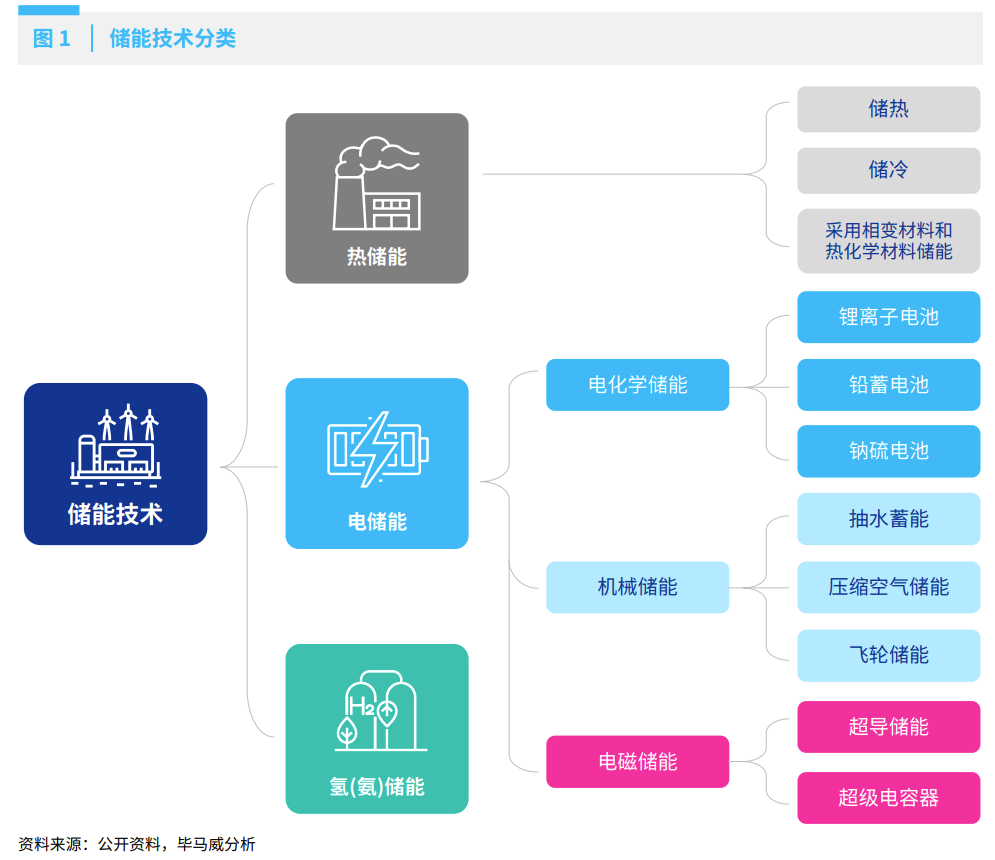 图 1
储能技术分类
储能技术
热储能
储热
储冷
采用相变材料和
热化学材料储能
电储能
电化学储能
锂离子电池
铅蓄电池
钠硫电池
机械储能
抽水蓄能
压缩空气储能
飞轮储能
电磁储能
超导储能
超级电容器
H2
氢(氨)储能
资料来源：公开资料，毕马威分析